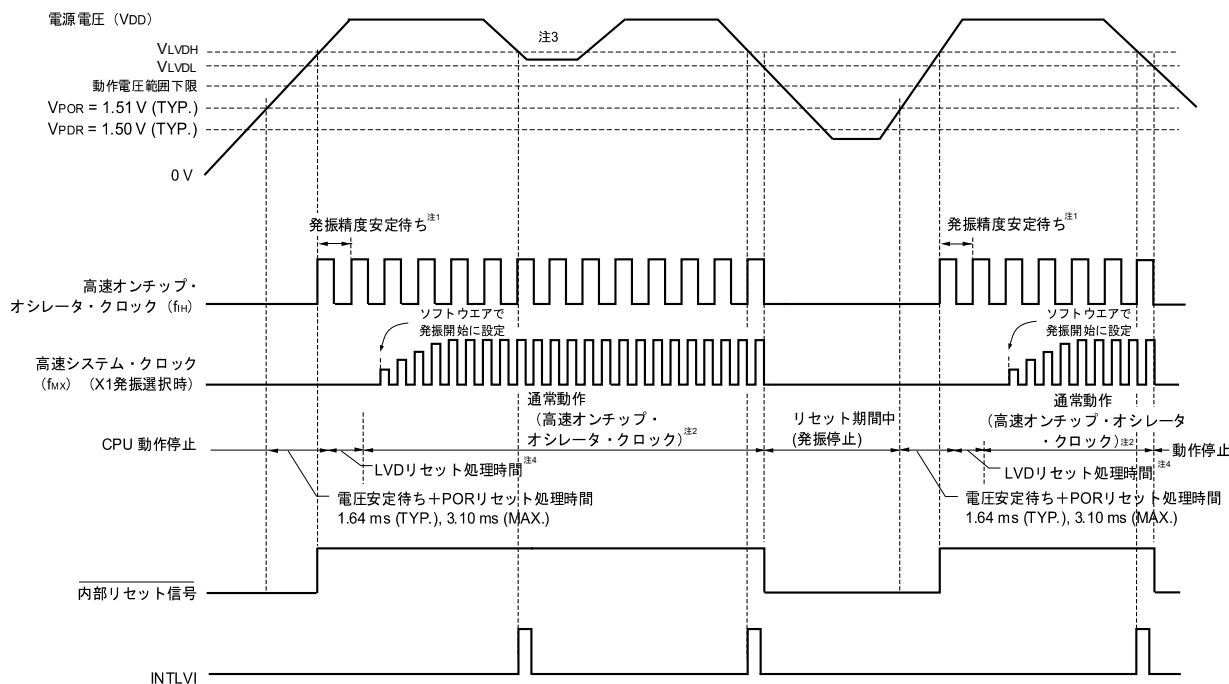 電源電圧（VDD）
注3
VLVDH
VLVDL
動作電圧範囲下限
VPOR = 1.51 V (TYP.)
VPDR = 1.50 V (TYP.)
0 V
発振精度安定待ち注1
発振精度安定待ち注1
高速オンチップ・
オシレータ・クロック（fIH）
ソフトウエアで
発振開始に設定
ソフトウエアで
発振開始に設定
高速システム・クロック
（fMX）（X1発振選択時）
通常動作
（高速オンチップ・
オシレータ・クロック）注2
リセット期間中
(発振停止)
通常動作
（高速オンチップ・オシレータ
・クロック）注2
CPU 動作停止
動作停止
LVDリセット処理時間注4
LVDリセット処理時間注4
電圧安定待ち＋PORリセット処理時間
1.64 ms (TYP.), 3.10 ms (MAX.)
電圧安定待ち＋PORリセット処理時間
1.64 ms (TYP.), 3.10 ms (MAX.)
内部リセット信号
INTLVI